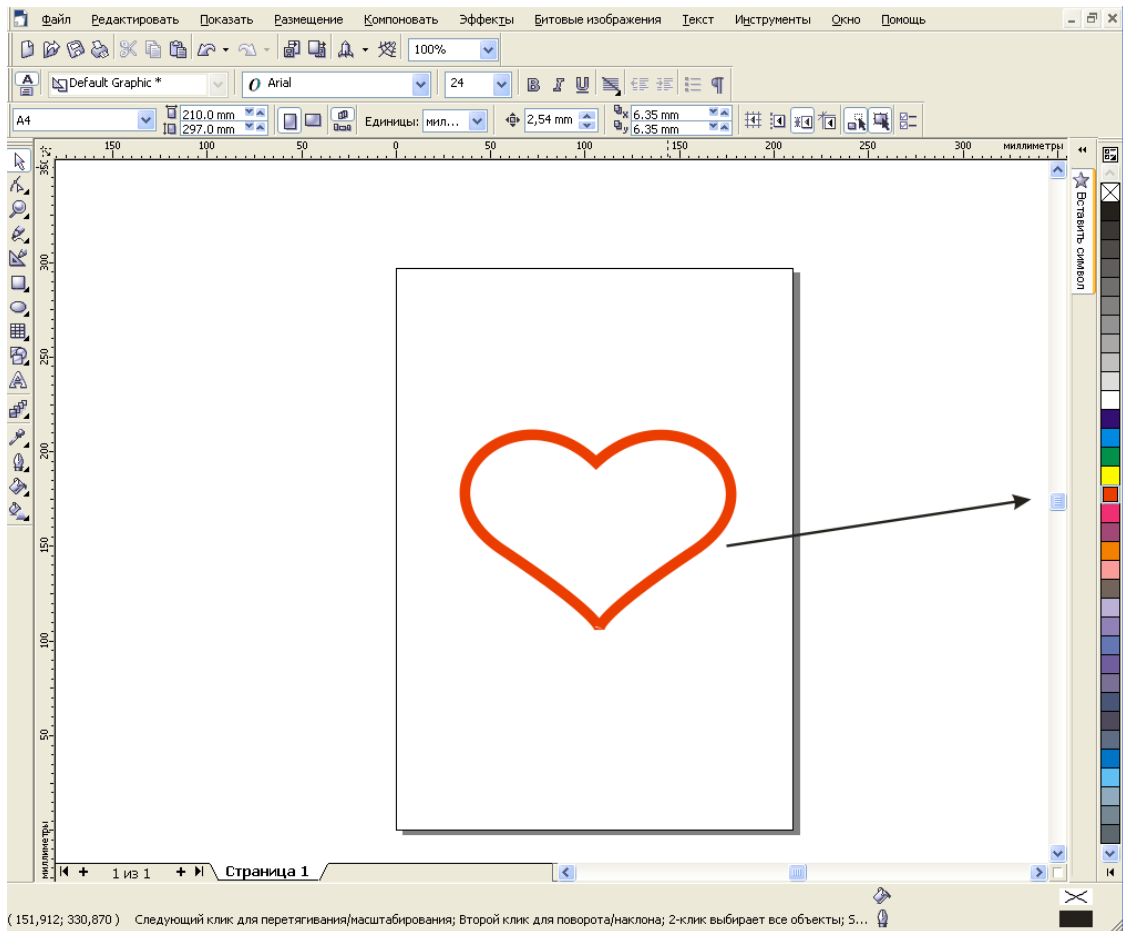 Файл Редактировать Показать Размещение Компоновать Эффекты Битовые изображения Текст Инструменты Окно Помощь
100%
Default Graphic * Arial 24
A4 210.0 mm 297.0 mm Единицы: мил... 2,54 mm 6.35 mm 6.35 mm
150 100 50 0 50 100 150 200 250 300 миллиметры
350 300 250 200 150 100 50 миллиметры
Вставить символ
1 из 1 Страница 1
( 151,912; 330,870 ) Следующий клик для перетягивания/масштабирования; Второй клик для поворота/наклона; 2-клик выбирает все объекты; S...